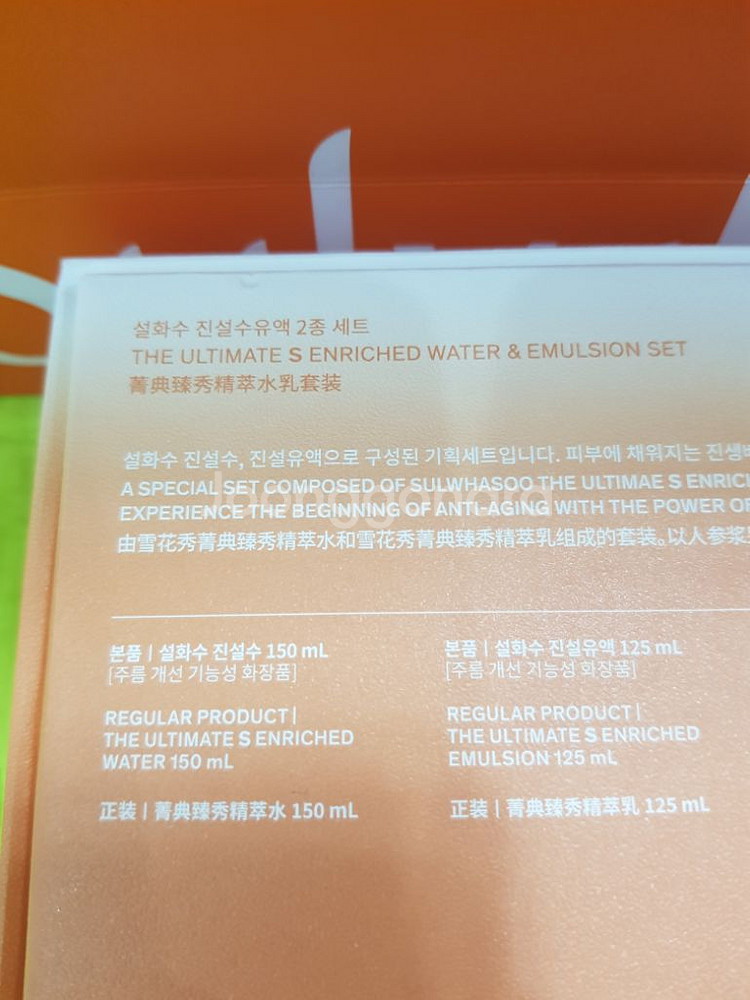 설화수 진설수유액 2종 세트
THE ULTIMATE S ENRICHED WATER & EMULSION SET
菁典臻秀精萃水乳套装
설화수 진설수, 진설유액으로 구성된 기획세트입니다. 피부에 채워지는 진생
A SPECIAL SET COMPOSED OF SULWHASOO THE ULTIMAE S ENRIC
EXPERIENCE THE BEGINNING OF ANTI-AGING WITH THE POWER O
由雪花秀菁典臻秀精萃水和雪花秀菁典臻秀精萃乳组成的套装。以人参浆
본품 | 설화수 진설수 150 mL
[주름 개선 기능성 화장품]
REGULAR PRODUCT |
THE ULTIMATE S ENRICHED
WATER 150 mL
正装 | 菁典臻秀精萃水 150 mL
본품 | 설화수 진설유액 125 mL
[주름 개선 기능성 화장품]
REGULAR PRODUCT |
THE ULTIMATE S ENRICHED
EMULSION 125 mL
正装 | 菁典臻秀精萃乳 125 mL
joonggonara